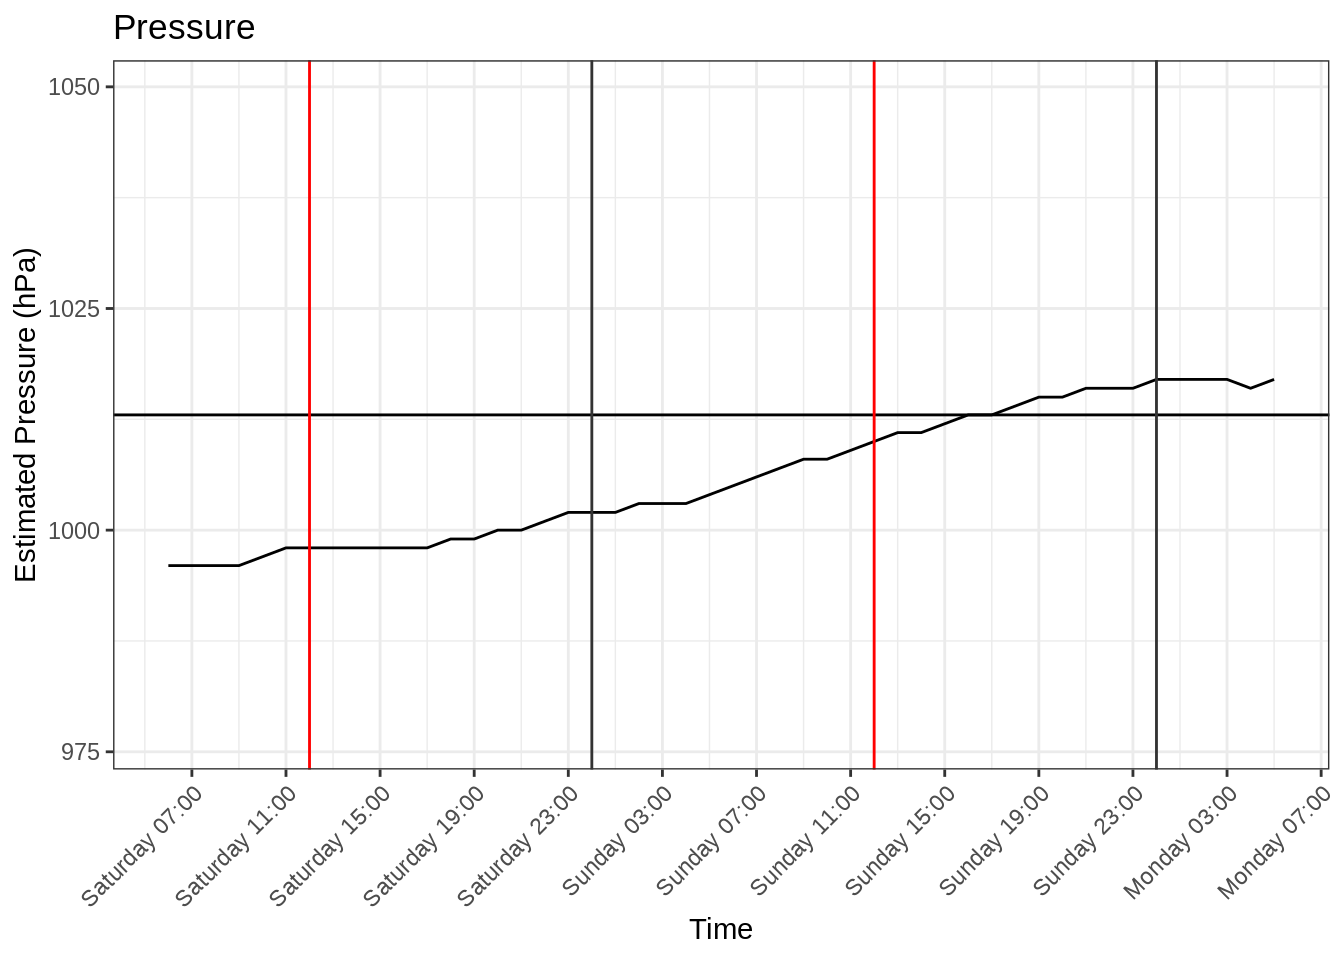 Pressure
Estimated Pressure (hPa)
1050
1025
1000
975
Saturday 07:00
Saturday 11:00
Saturday 15:00
Saturday 19:00
Saturday 23:00
Sunday 03:00
Sunday 07:00
Sunday 11:00
Sunday 15:00
Sunday 19:00
Sunday 23:00
Monday 03:00
Monday 07:00
Time